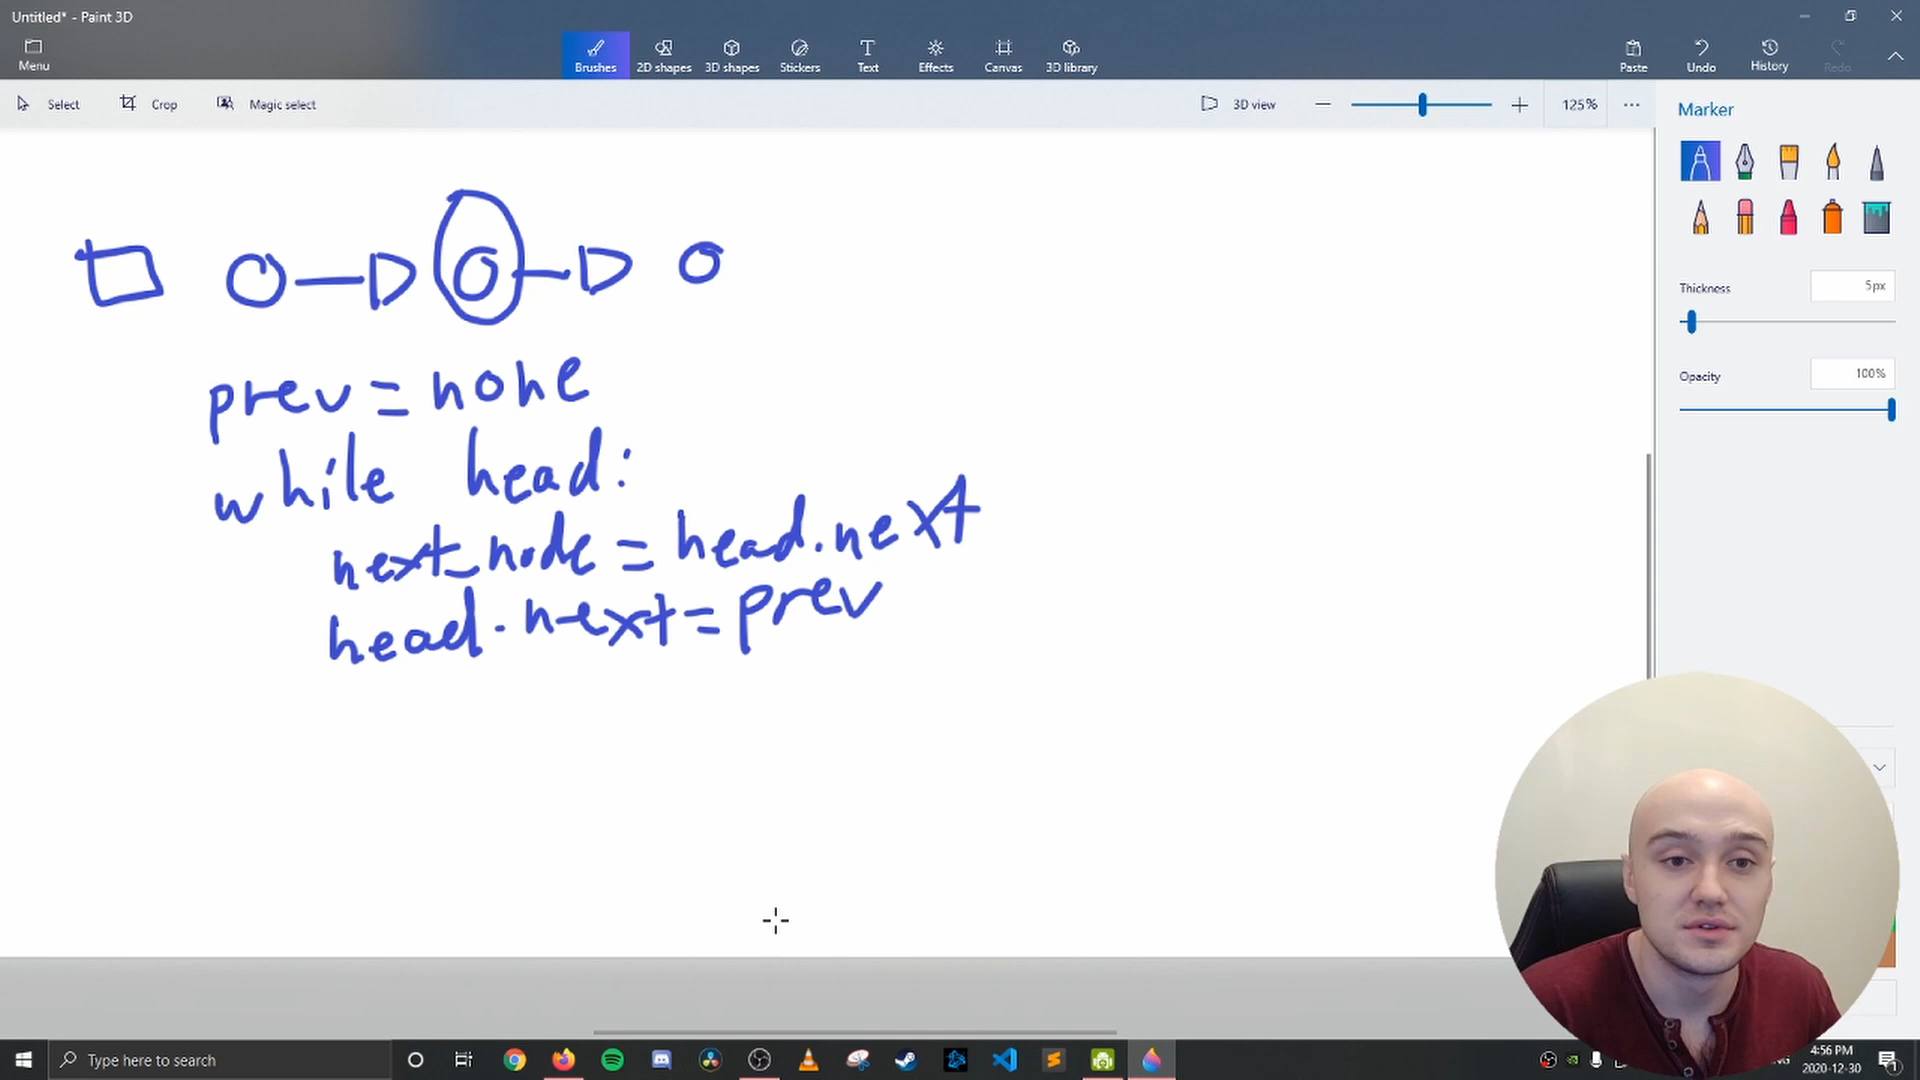 Untitled* - Paint 3D
Menu
Brushes
2D shapes
3D shapes
Stickers
Text
Effects
Canvas
3D library
Paste
Undo
History
Redo
Select
Crop
Magic select
3D view
125%
Marker
Thickness
5px
Opacity
100%
prev = none
while head:
next_node = head.next
head.next = prev
Type here to search
4:56 PM
2020-12-30
1